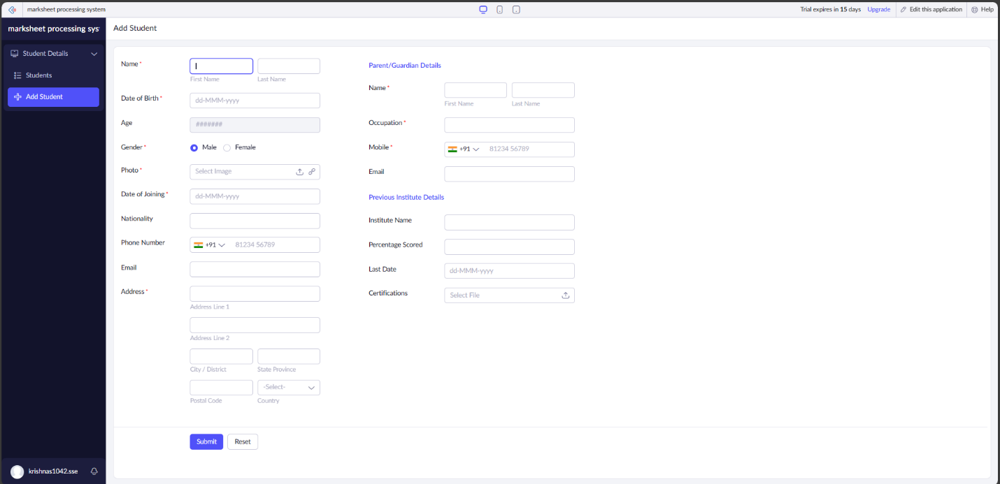 marksheet processing system
Trial expires in 15 days Upgrade Edit this application Help
marksheet processing sys
Student Details
Students
Add Student
krishnas1042.sse
Add Student
Name *
First Name Last Name
Date of Birth *
dd-MMM-yyyy
Age
#######
Gender *
Male Female
Photo *
Select Image
Date of Joining *
dd-MMM-yyyy
Nationality
Phone Number
+91 81234 56789
Email
Address *
Address Line 1
Address Line 2
City / District State Province
-Select-
Postal Code Country
Parent/Guardian Details
Name *
First Name Last Name
Occupation *
Mobile *
+91 81234 56789
Email
Previous Institute Details
Institute Name
Percentage Scored
Last Date
dd-MMM-yyyy
Certifications
Select File
Submit Reset